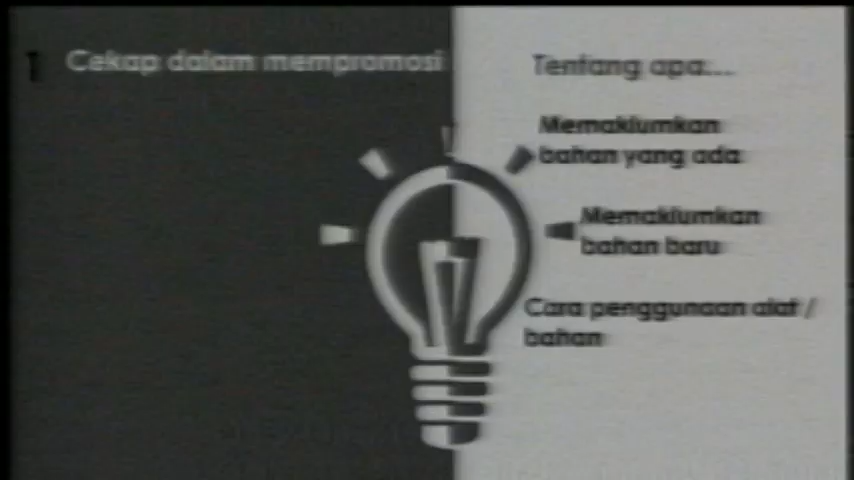 1 Cekap dalam mempromosi
Tentang apa...
Memaklumkan
bahan yang ada
Memaklumkan
bahan baru
Cara penggunaan alat /
bahan